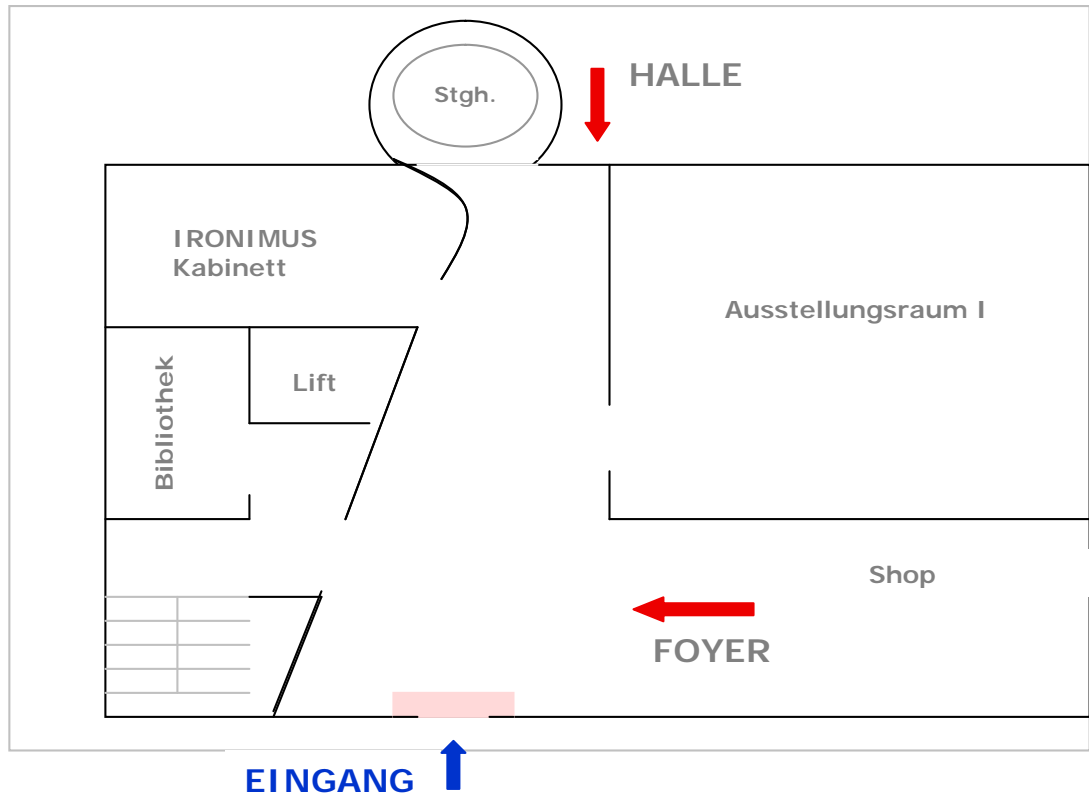 HALLE
Stgh.
IRONIMUS
Kabinett
Ausstellungsraum I
Bibliothek
Lift
Shop
FOYER
EINGANG